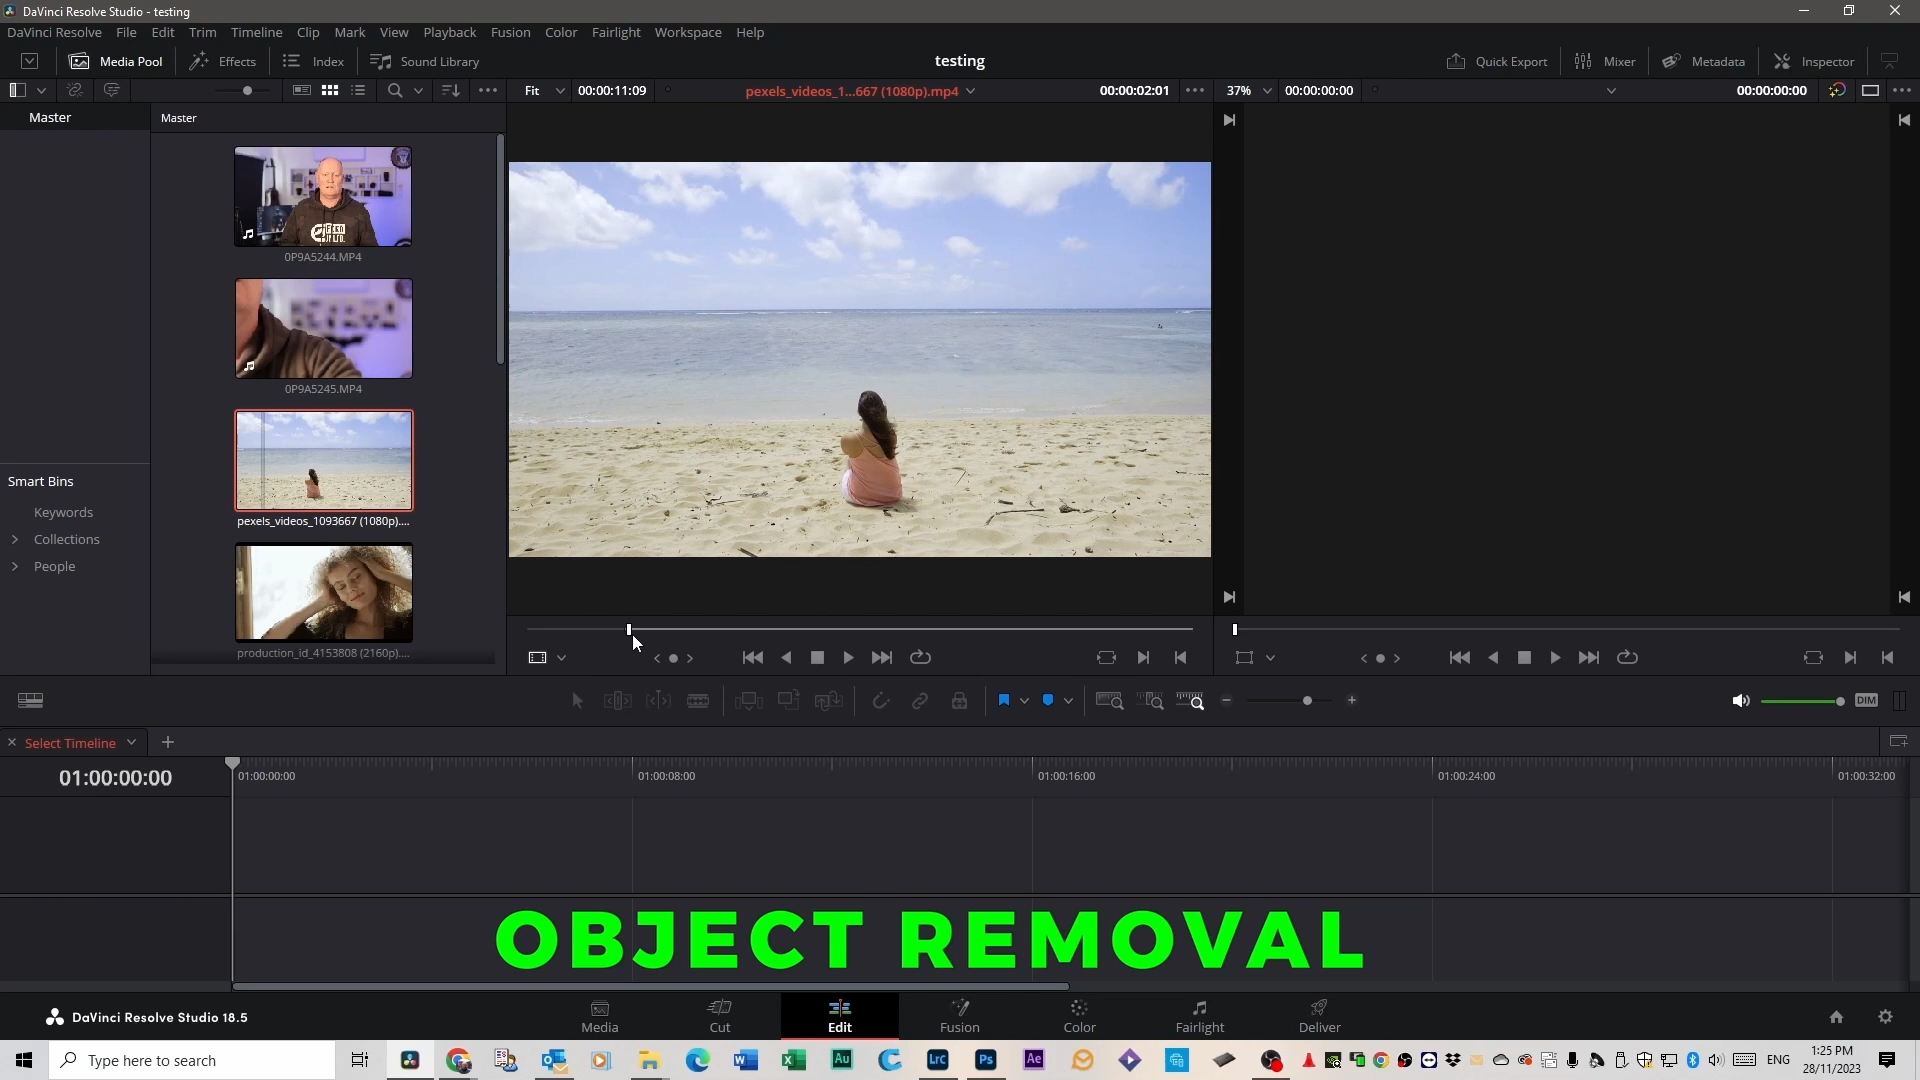 DaVinci Resolve Studio - testing
DaVinci Resolve File Edit Trim Timeline Clip Mark View Playback Fusion Color Fairlight Workspace Help
Media Pool Effects Index Sound Library testing Quick Export Mixer Metadata Inspector
Fit 00:00:11:09 pexels_videos_1...667 (1080p).mp4 00:00:02:01 37% 00:00:00:00 00:00:00:00
Master
Master
0P9A5244.MP4
0P9A5245.MP4
pexels_videos_1093667 (1080p)....
production_id_4153808 (2160p)....
Smart Bins
Keywords
Collections
People
DIM
Select Timeline
01:00:00:00
01:00:00:00 01:00:08:00 01:00:16:00 01:00:24:00 01:00:32:00
OBJECT REMOVAL
DaVinci Resolve Studio 18.5
Media Cut Edit Fusion Color Fairlight Deliver
Type here to search
Au
Lrc
Ps
Ae
ENG
1:25 PM
28/11/2023